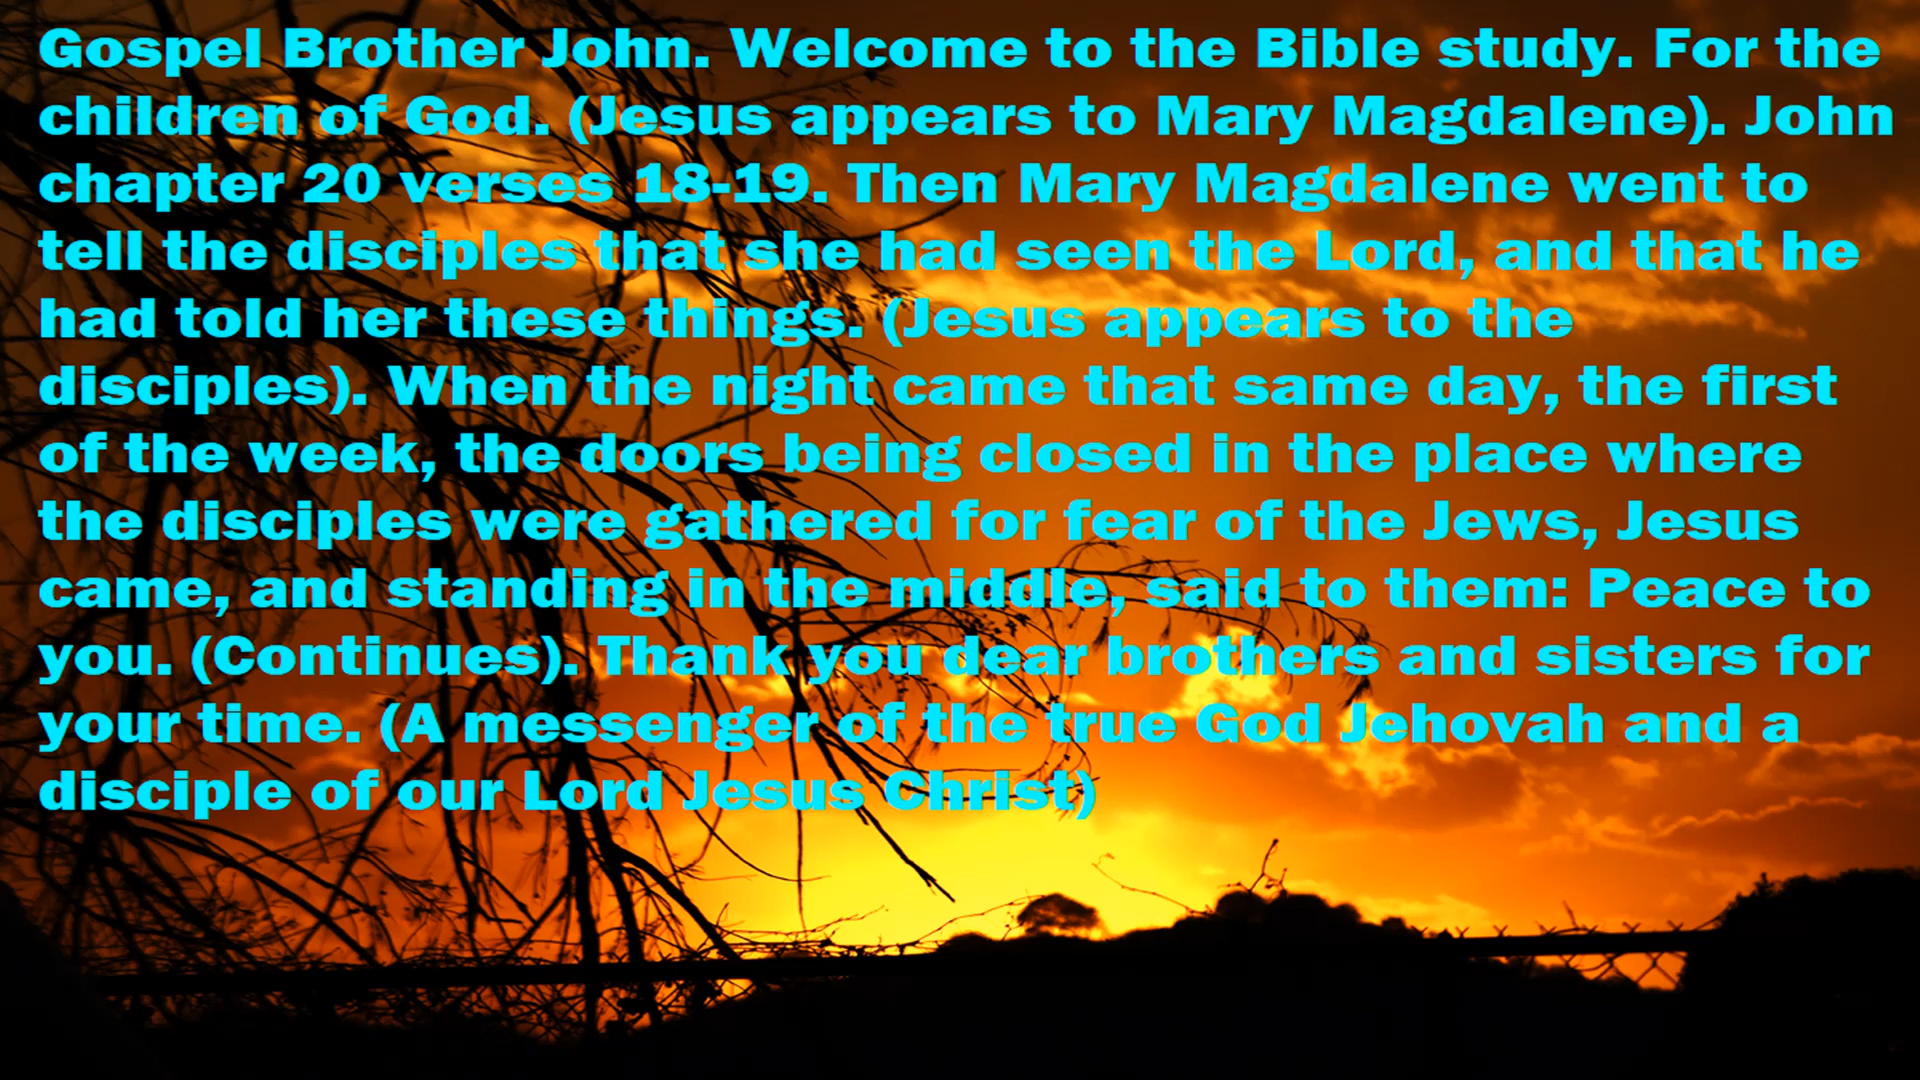 Gospel Brother John. Welcome to the Bible study. For the
children of God. (Jesus appears to Mary Magdalene). John
chapter 20 verses 18-19. Then Mary Magdalene went to
tell the disciples that she had seen the Lord, and that he
had told her these things. (Jesus appears to the
disciples). When the night came that same day, the first
of the week, the doors being closed in the place where
the disciples were gathered for fear of the Jews, Jesus
came, and standing in the middle, said to them: Peace to
you. (Continues). Thank you dear brothers and sisters for
your time. (A messenger of the true God Jehovah and a
disciple of our Lord Jesus Christ)